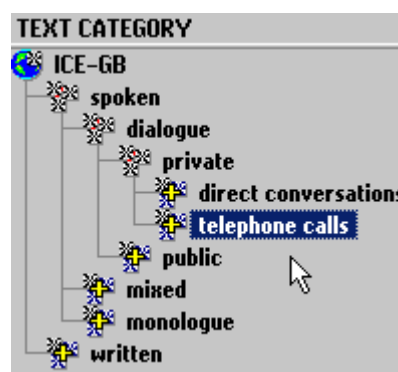 TEXT CATEGORY
ICE-GB
spoken
dialogue
private
direct conversations
telephone calls
public
mixed
monologue
written